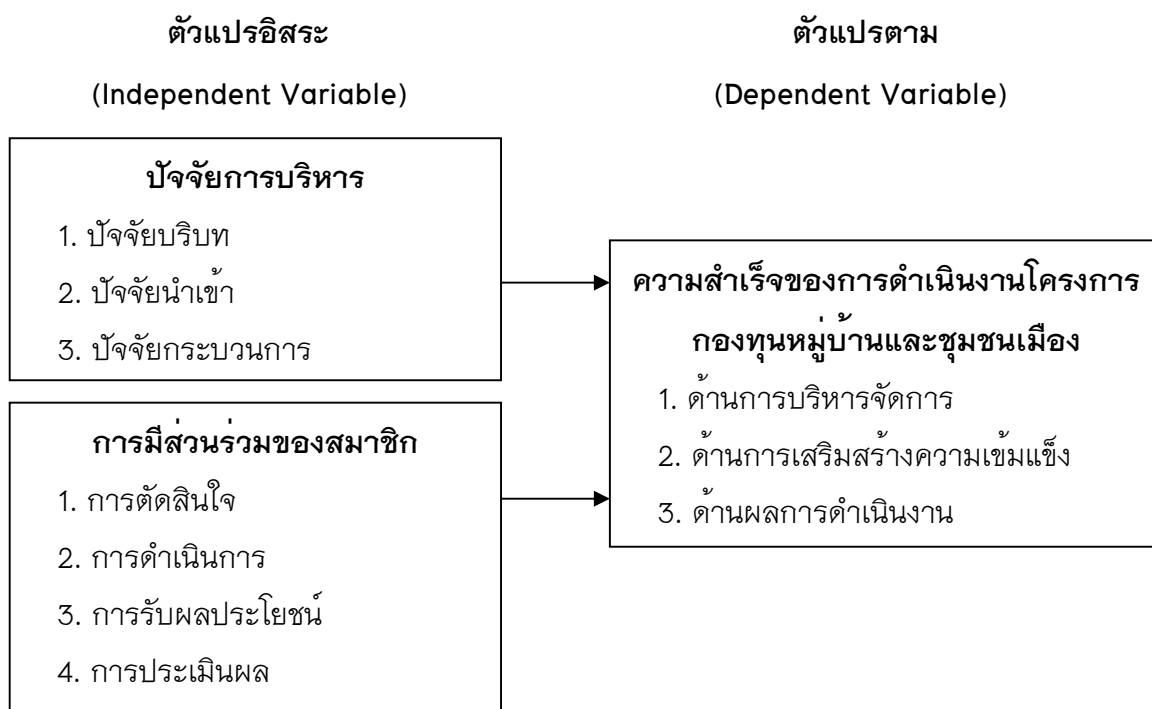 ตัวแปรอิสระ
(Independent Variable)
ปัจจัยการบริหาร
1. ปัจจัยบริบท
2. ปัจจัยนำเข้า
3. ปัจจัยกระบวนการ
การมีส่วนร่วมของสมาชิก
1. การตัดสินใจ
2. การดำเนินการ
3. การรับผลประโยชน์
4. การประเมินผล
ตัวแปรตาม
(Dependent Variable)
ความสำเร็จของการดำเนินงานโครงการ
กองทุนหมู่บ้านและชุมชนเมือง
1. ด้านการบริหารจัดการ
2. ด้านการเสริมสร้างความเข้มแข็ง
3. ด้านผลการดำเนินงาน